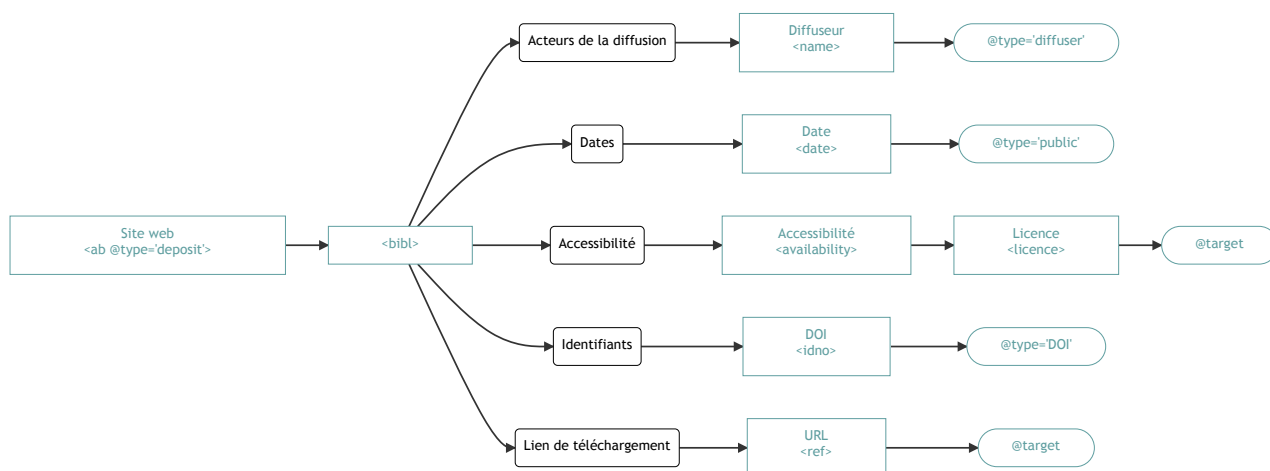 Acteurs de la diffusion
Diffuseur
<name>
@type='diffuser'
Dates
Date
<date>
@type='public'
Site web
<ab @type='deposit'>
<bibl>
Accessibilité
Accessibilité
<availability>
Licence
<licence>
@target
Identifiants
DOI
<idno>
@type='DOI'
Lien de téléchargement
URL
<ref>
@target